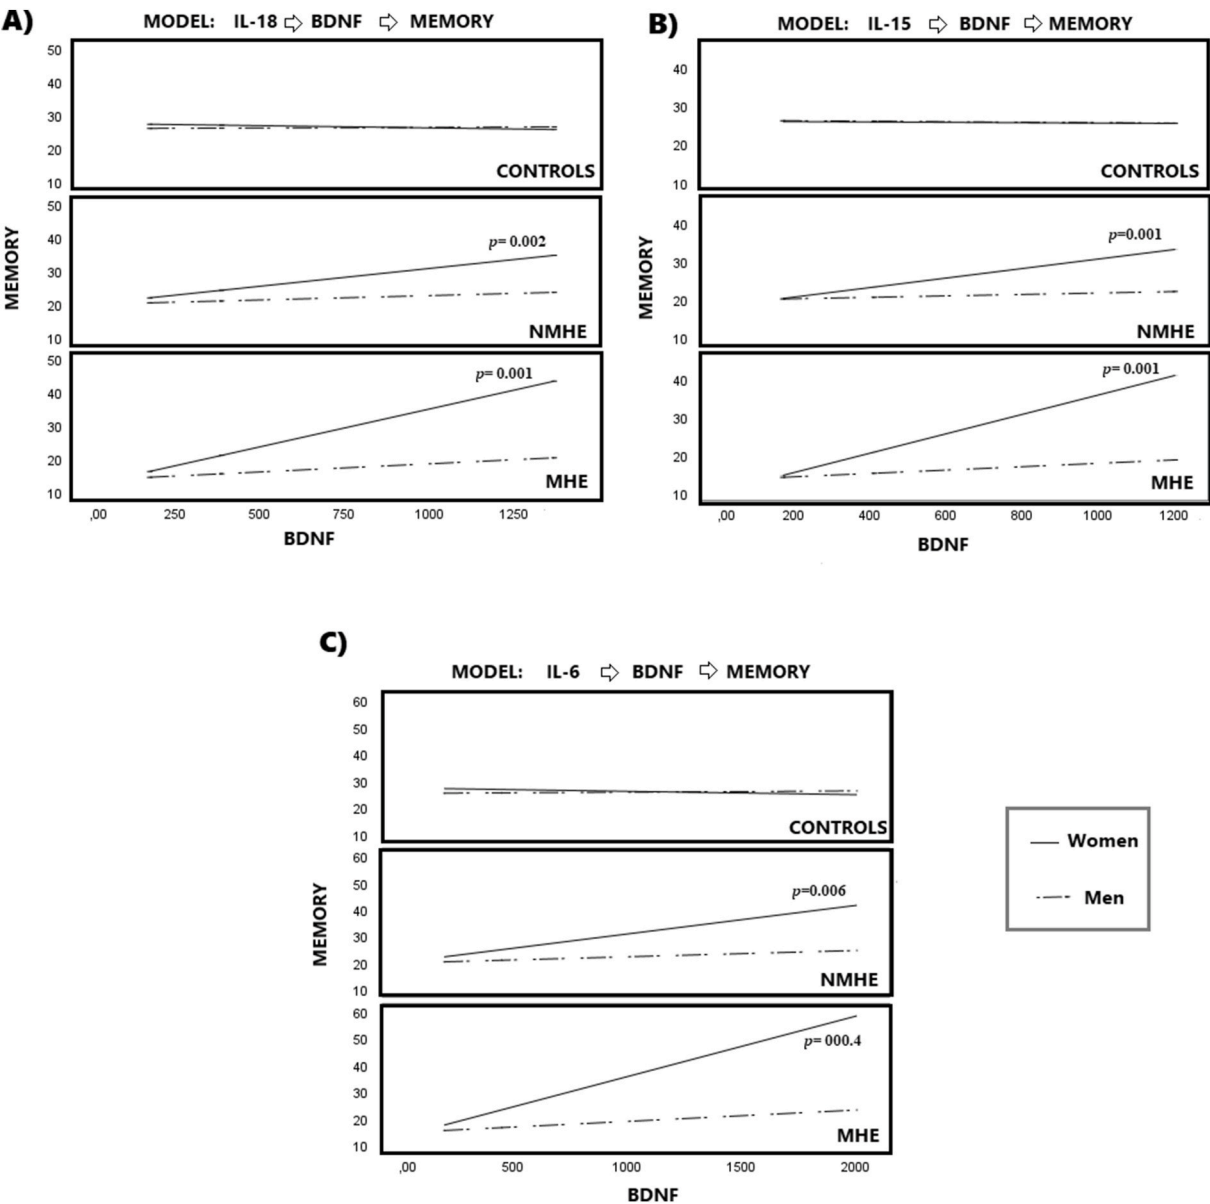 A)
MODEL: IL-18 ⇨ BDNF ⇨ MEMORY
50
40
30
20
10
CONTROLS
50
40
30
20
10
p= 0.002
NMHE
50
40
30
20
10
p= 0.001
MHE
MEMORY
,00 250 500 750 1000 1250
BDNF
B)
MODEL: IL-15 ⇨ BDNF ⇨ MEMORY
40
30
20
10
CONTROLS
40
30
20
10
p=0.001
NMHE
40
30
20
10
p= 0.001
MHE
MEMORY
,00 200 400 600 800 1000 1200
BDNF
C)
MODEL: IL-6 ⇨ BDNF ⇨ MEMORY
60
50
40
30
20
10
CONTROLS
60
50
40
30
20
10
p=0.006
NMHE
60
50
40
30
20
10
p= 000.4
MHE
MEMORY
,00 500 1000 1500 2000
BDNF
Women
Men